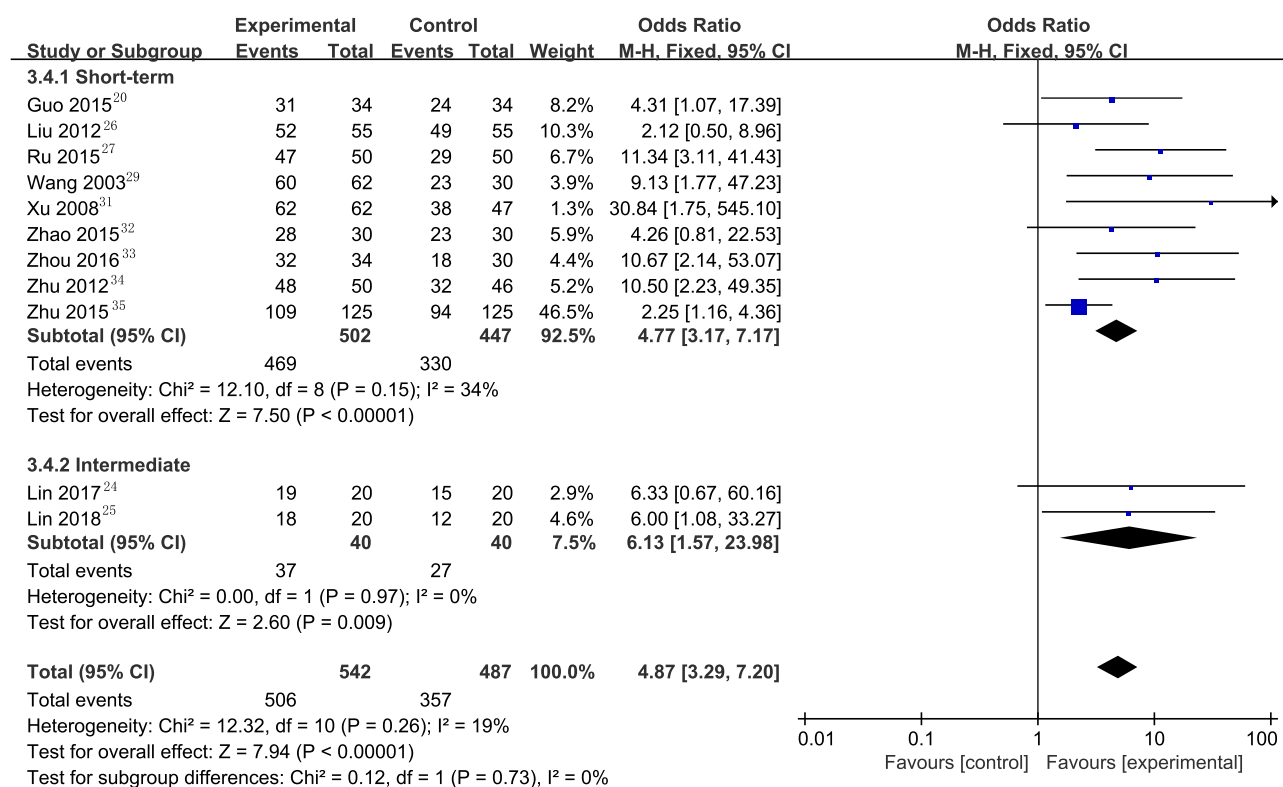 Experimental Control Odds Ratio Odds Ratio
Study or Subgroup Events Total Events Total Weight M-H, Fixed, 95% CI M-H, Fixed, 95% CI
3.4.1 Short-term
Guo 2015²⁰ 31 34 24 34 8.2% 4.31 [1.07, 17.39]
Liu 2012²⁶ 52 55 49 55 10.3% 2.12 [0.50, 8.96]
Ru 2015²⁷ 47 50 29 50 6.7% 11.34 [3.11, 41.43]
Wang 2003²⁹ 60 62 23 30 3.9% 9.13 [1.77, 47.23]
Xu 2008³¹ 62 62 38 47 1.3% 30.84 [1.75, 545.10]
Zhao 2015³² 28 30 23 30 5.9% 4.26 [0.81, 22.53]
Zhou 2016³³ 32 34 18 30 4.4% 10.67 [2.14, 53.07]
Zhu 2012³⁴ 48 50 32 46 5.2% 10.50 [2.23, 49.35]
Zhu 2015³⁵ 109 125 94 125 46.5% 2.25 [1.16, 4.36]
Subtotal (95% CI) 502 447 92.5% 4.77 [3.17, 7.17]
Total events 469 330
Heterogeneity: Chi² = 12.10, df = 8 (P = 0.15); I² = 34%
Test for overall effect: Z = 7.50 (P < 0.00001)
3.4.2 Intermediate
Lin 2017²⁴ 19 20 15 20 2.9% 6.33 [0.67, 60.16]
Lin 2018²⁵ 18 20 12 20 4.6% 6.00 [1.08, 33.27]
Subtotal (95% CI) 40 40 7.5% 6.13 [1.57, 23.98]
Total events 37 27
Heterogeneity: Chi² = 0.00, df = 1 (P = 0.97); I² = 0%
Test for overall effect: Z = 2.60 (P = 0.009)
Total (95% CI) 542 487 100.0% 4.87 [3.29, 7.20]
Total events 506 357
Heterogeneity: Chi² = 12.32, df = 10 (P = 0.26); I² = 19%
Test for overall effect: Z = 7.94 (P < 0.00001)
Test for subgroup differences: Chi² = 0.12, df = 1 (P = 0.73), I² = 0%
0.01 0.1 1 10 100
Favours [control] Favours [experimental]